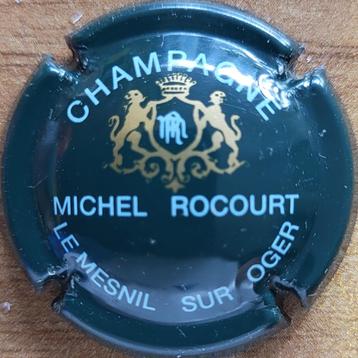 CHAMPAGNE
MICHEL ROCOURT
LE MESNIL SUR OGER